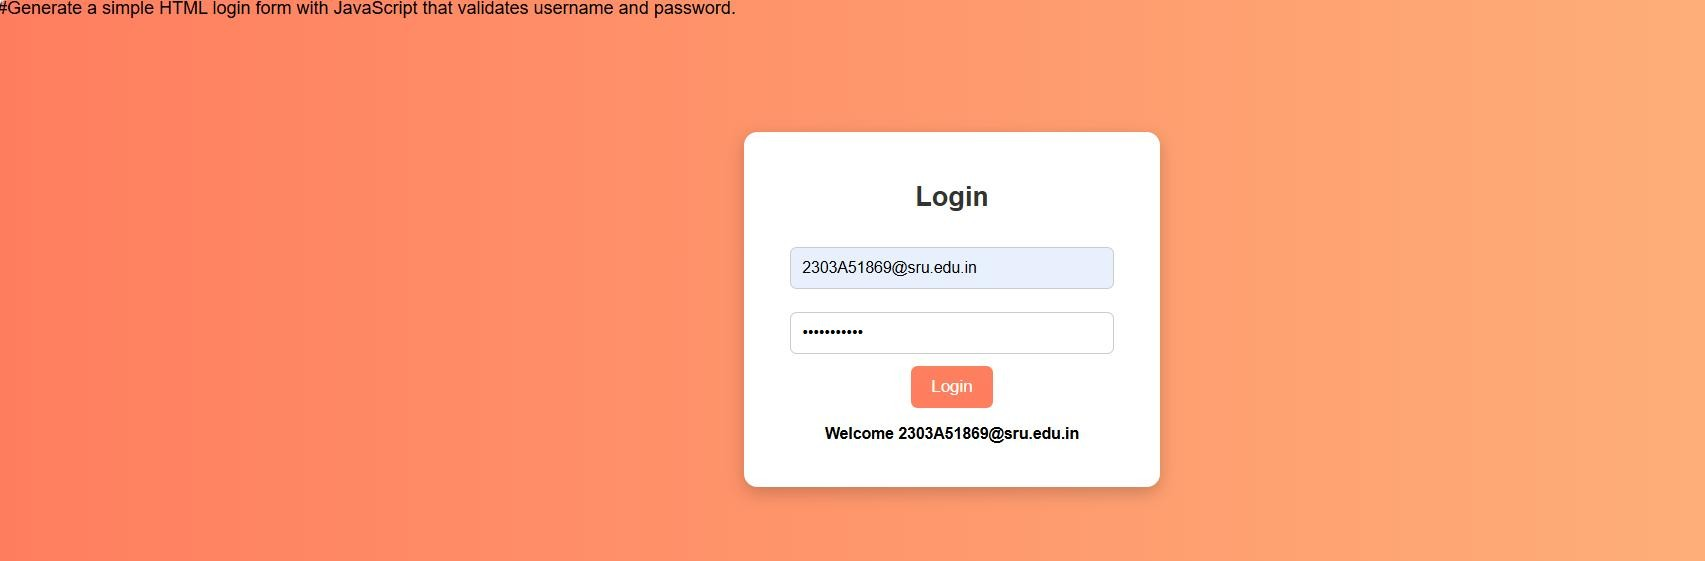 #Generate a simple HTML login form with JavaScript that validates username and password.
Login
2303A51869@sru.edu.in
•••••••••••
Login
Welcome 2303A51869@sru.edu.in